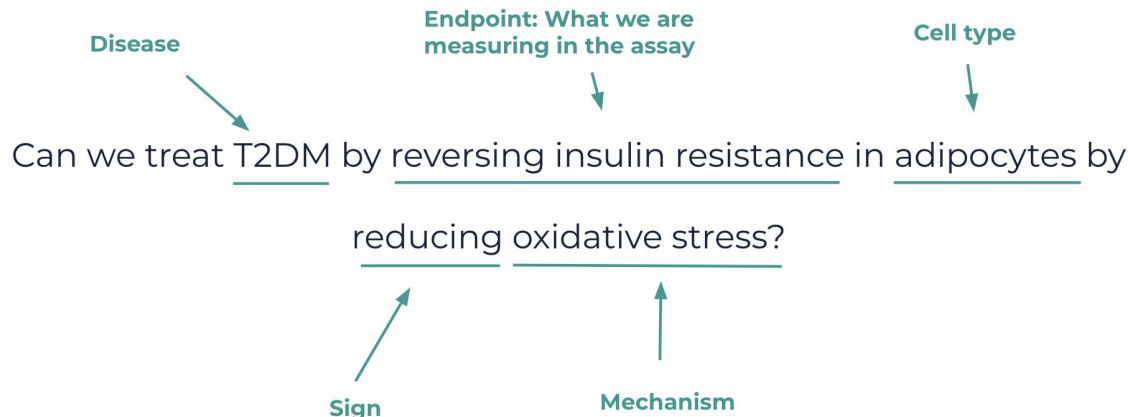 Disease
Endpoint: What we are
measuring in the assay
Cell type
Can we treat T2DM by reversing insulin resistance in adipocytes by
reducing oxidative stress?
Sign
Mechanism